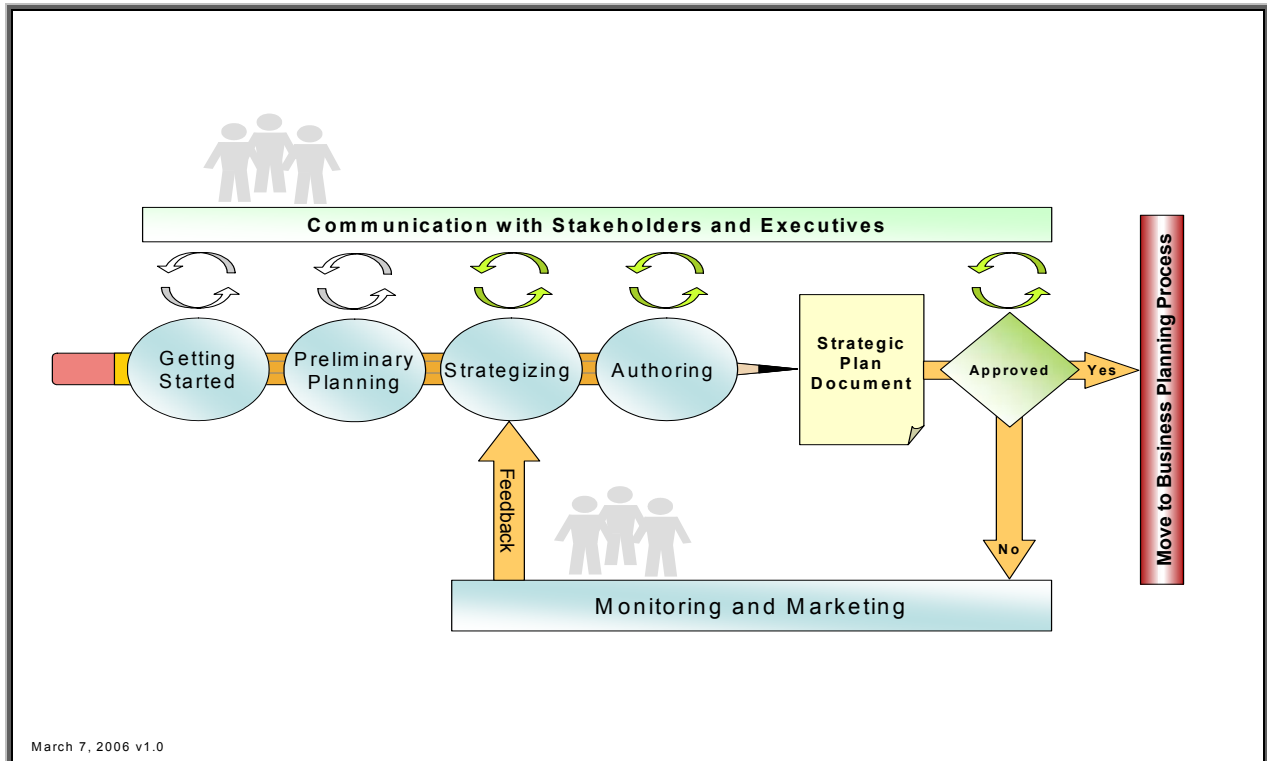 Communication with Stakeholders and Executives
Getting
Started
Preliminary
Planning
Strategizing
Authoring
Strategic
Plan
Document
Approved
Yes
Move to Business Planning Process
Feedback
No
Monitoring and Marketing
March 7, 2006 v1.0